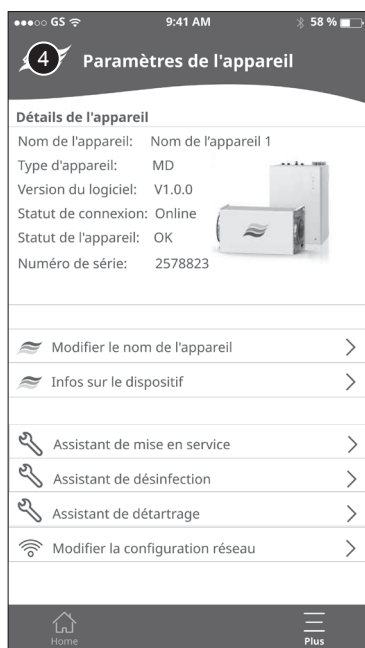 GS 9:41 AM 58 %
4 Paramètres de l'appareil
Détails de l'appareil
Nom de l'appareil: Nom de l’appareil 1
Type d'appareil: MD
Version du logiciel: V1.0.0
Statut de connexion: Online
Statut de l'appareil: OK
Numéro de série: 2578823
Modifier le nom de l'appareil
Infos sur le dispositif
Assistant de mise en service
Assistant de désinfection
Assistant de détartrage
Modifier la configuration réseau
Home Plus